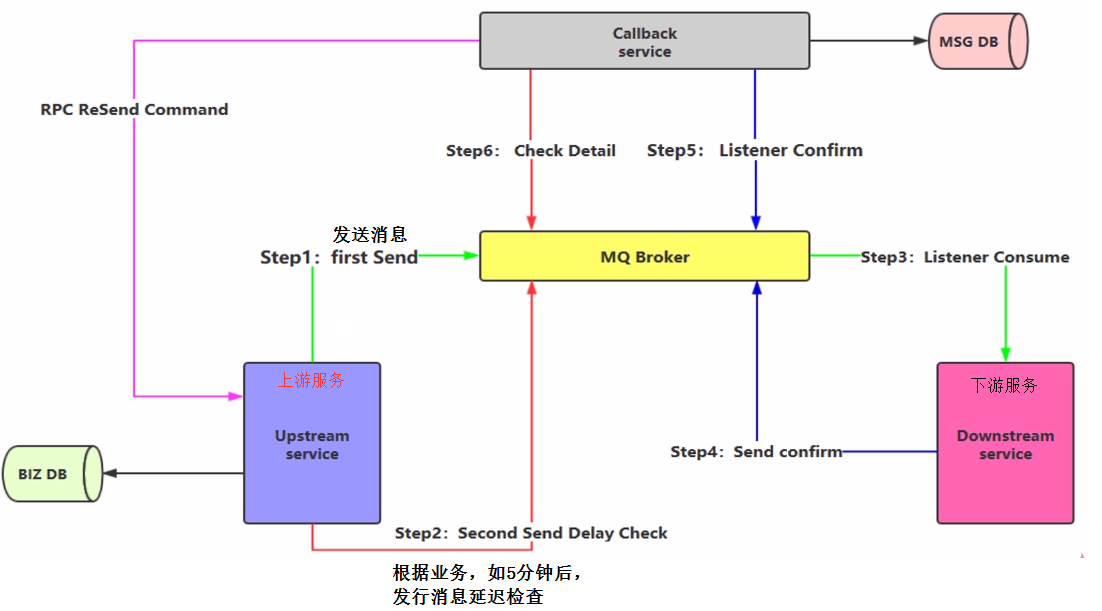 Callback
service
MSG DB
RPC ReSend Command
Step6： Check Detail
Step5： Listener Confirm
发送消息
Step1：first Send
MQ Broker
Step3：Listener Consume
上游服务
Upstream
service
下游服务
Downstream
service
BIZ DB
Step4：Send confirm
Step2：Second Send Delay Check
根据业务，如5分钟后，
发行消息延迟检查